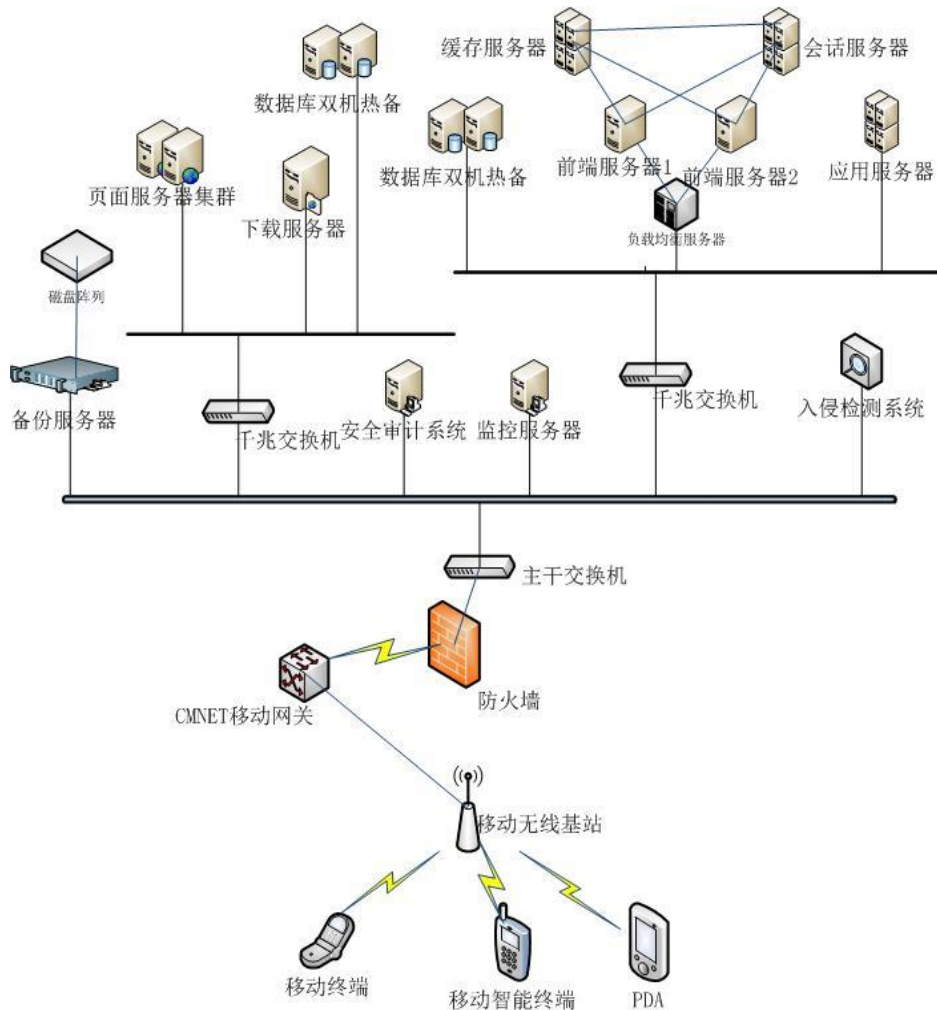 缓存服务器
会话服务器
数据库双机热备
数据库双机热备
前端服务器1
前端服务器2
应用服务器
页面服务器集群
下载服务器
负载均衡服务器
磁盘阵列
备份服务器
千兆交换机
安全审计系统
监控服务器
千兆交换机
入侵检测系统
主干交换机
防火墙
CMNET移动网关
移动无线基站
移动终端
移动智能终端
PDA